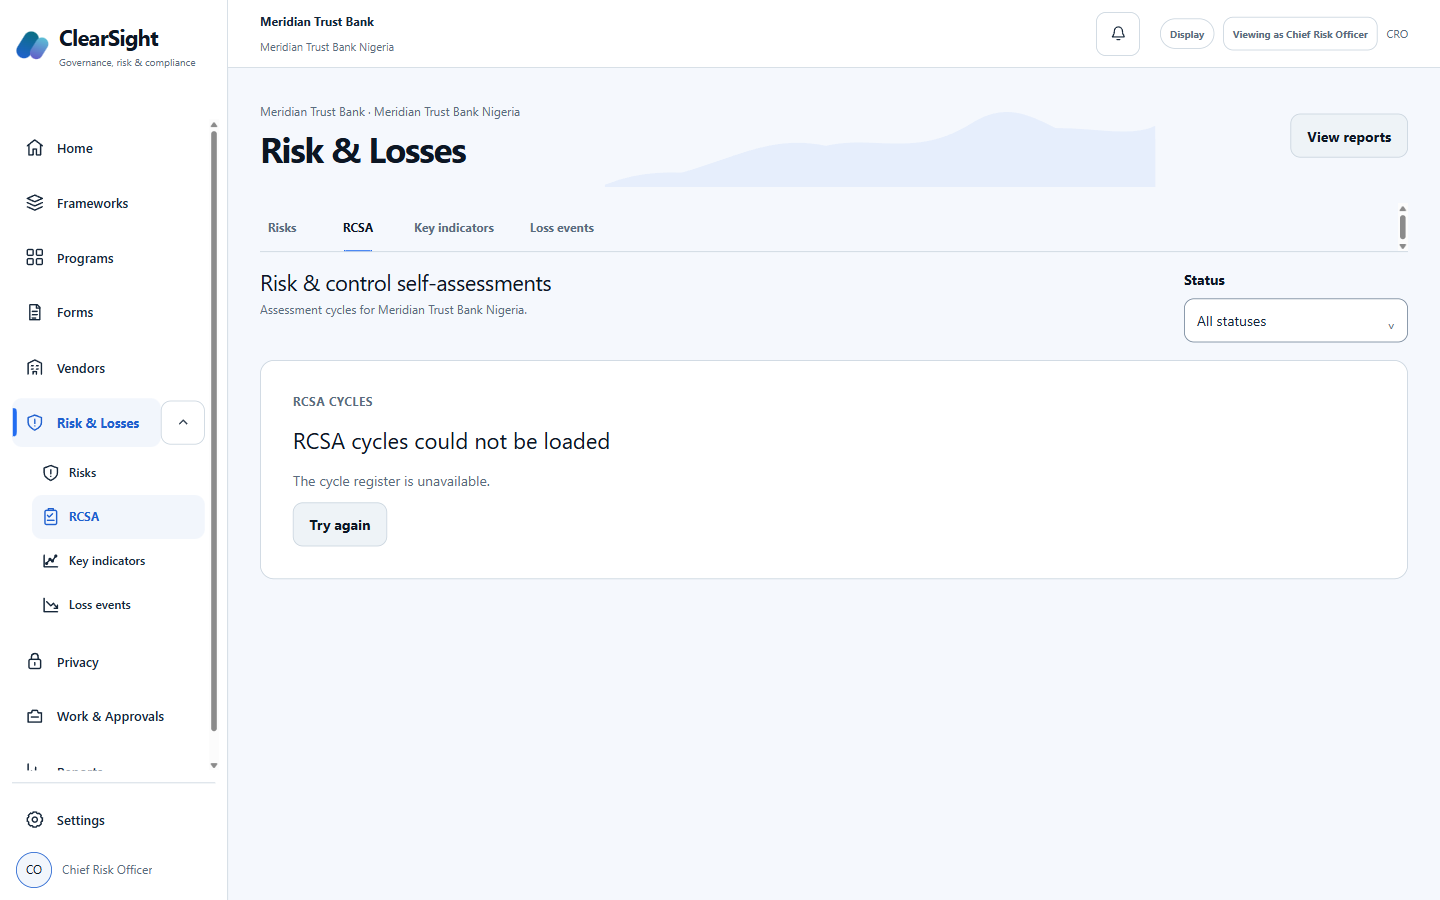 ClearSight
Governance, risk & compliance
Home
Frameworks
Programs
Forms
Vendors
Risk & Losses
Risks
RCSA
Key indicators
Loss events
Privacy
Work & Approvals
Reports
Settings
CO
Chief Risk Officer
Meridian Trust Bank
Meridian Trust Bank Nigeria
Display
Viewing as Chief Risk Officer
CRO
Meridian Trust Bank · Meridian Trust Bank Nigeria
Risk & Losses
View reports
Risks
RCSA
Key indicators
Loss events
Risk & control self-assessments
Assessment cycles for Meridian Trust Bank Nigeria.
Status
All statuses
RCSA CYCLES
RCSA cycles could not be loaded
The cycle register is unavailable.
Try again